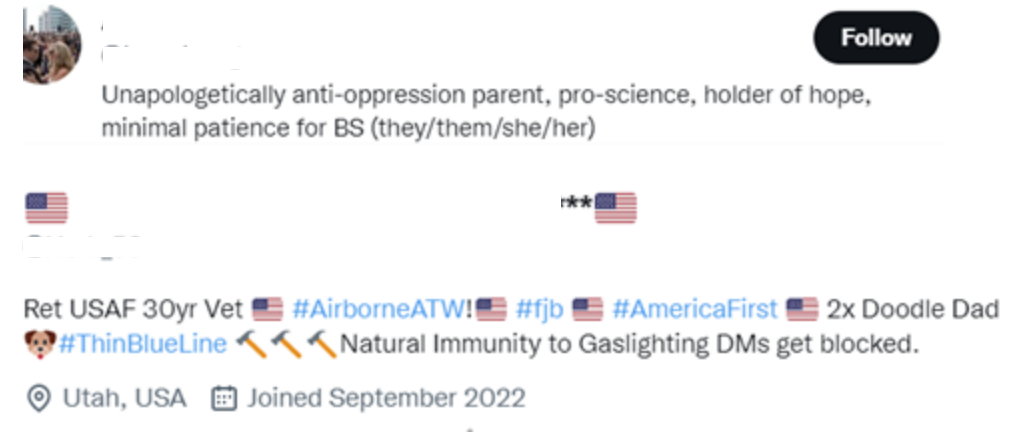 Follow
Unapologetically anti-oppression parent, pro-science, holder of hope,
minimal patience for BS (they/them/she/her)
🇺🇸 **🇺🇸
Ret USAF 30yr Vet 🇺🇸 #AirborneATW!🇺🇸 #fjb 🇺🇸 #AmericaFirst 🇺🇸 2x Doodle Dad
🐶#ThinBlueLine 🔨🔨🔨Natural Immunity to Gaslighting DMs get blocked.
Utah, USA Joined September 2022